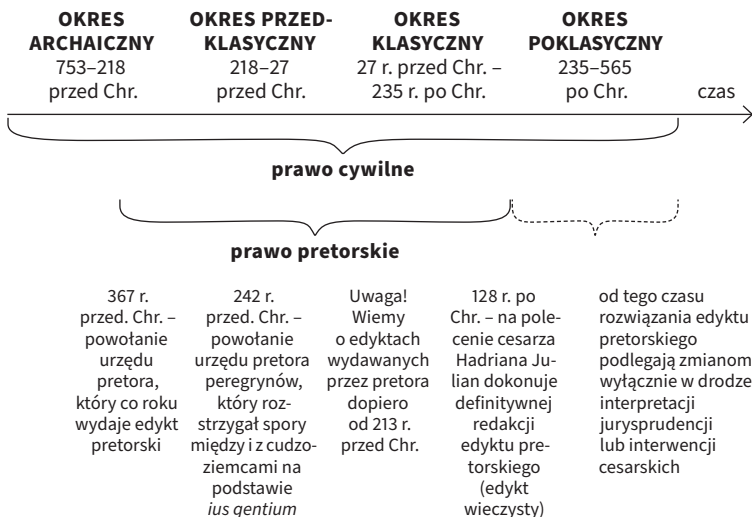 OKRES
ARCHAICZNY
753–218
przed Chr.
OKRES PRZED-
KLASYCZNY
218–27
przed Chr.
OKRES
KLASYCZNY
27 r. przed Chr. –
235 r. po Chr.
OKRES
POKLASYCZNY
235–565
po Chr.
czas
prawo cywilne
prawo pretorskie
367 r.
przed. Chr. –
powołanie
urzędu
pretora,
który co roku
wydaje edykt
pretorski
242 r.
przed. Chr. –
powołanie
urzędu pretora
peregrynów,
który roz-
strzygał spory
między i z cudzo-
ziemcami na
podstawie
ius gentium
Uwaga!
Wiemy
o edyktach
wydawanych
przez pretora
dopiero
od 213 r.
przed Chr.
128 r. po
Chr. – na pole-
cenie cesarza
Hadriana Ju-
lian dokonuje
definitywnej
redakcji
edyktu pre-
torskiego
(edykt
wieczysty)
od tego czasu
rozwiązania edyktu
pretorskiego
podlegają zmianom
wyłącznie w drodze
interpretacji
jurysprudencji
lub interwencji
cesarskich